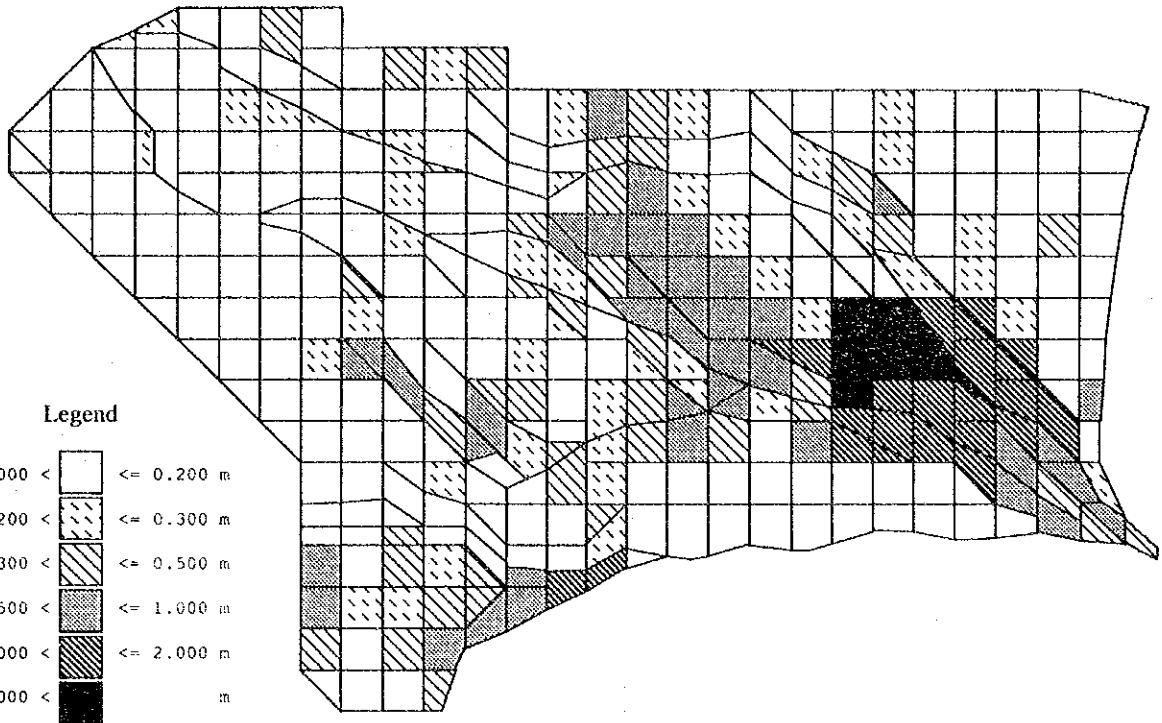 Legend
000 < <= 0.200 m
200 < <= 0.300 m
300 < <= 0.500 m
500 < <= 1.000 m
000 < <= 2.000 m
000 < m